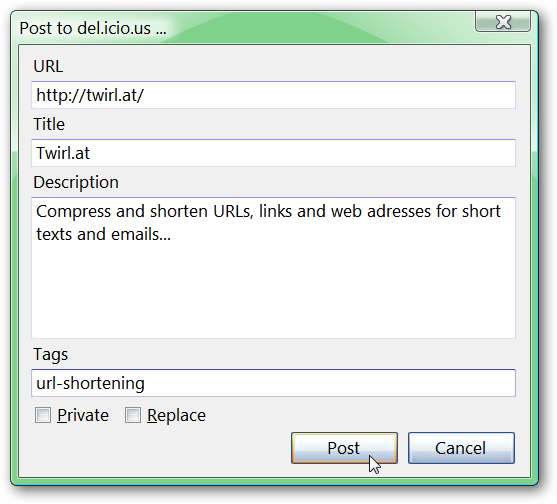 Post to del.icio.us ...
URL
http://twirl.at/
Title
Twirl.at
Description
Compress and shorten URLs, links and web adresses for short
texts and emails...
Tags
url-shortening
Private Replace
Post Cancel